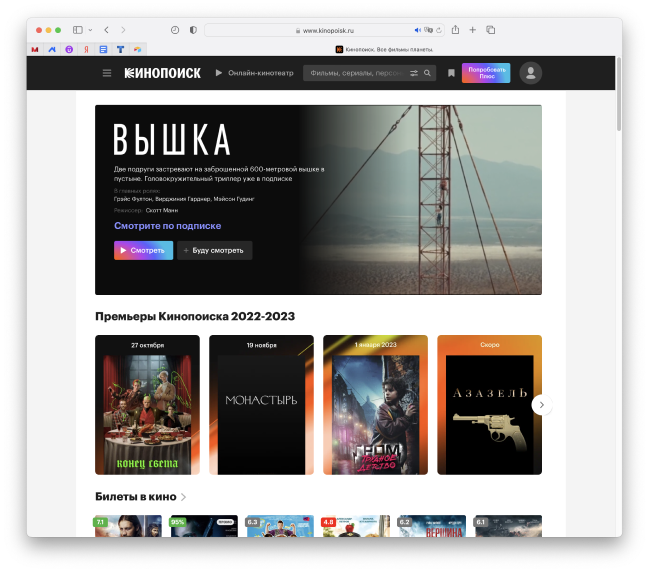 www.kinopoisk.ru
Кинопоиск. Все фильмы планеты.
КИНОПОИСК
Онлайн-кинотеатр
Фильмы, сериалы, персо
Попробовать
Плюс
ВЫШКА
Две подруги застревают на заброшенной 600-метровой вышке в
пустыне. Головокружительный триллер уже в подписке
В главных ролях:
Грэйс Фултон, Вирджиния Гарднер, Мэйсон Гудинг
Режиссер: Скотт Манн
Смотрите по подписке
Смотреть
+ Буду смотреть
Премьеры Кинопоиска 2022-2023
27 октября
19 ноября
1 января 2023
Скоро
КОНЕЦ СВЕТА
МОНАСТЫРЬ
ГРОМ
ТРУДНОЕ
ДЕТСТВО
АЗАЗЕЛЬ
Билеты в кино
7.1
95%
6.3
4.8
6.2
6.1
ВЕРШИНА